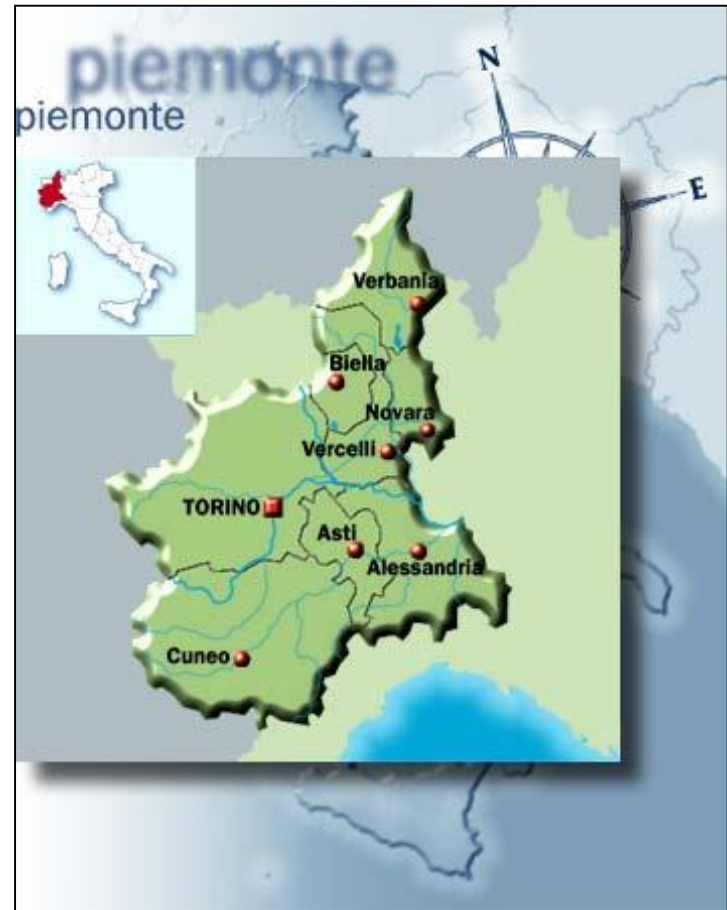 piemonte
piemonte
N
E
Verbania
Biella
Novara
Vercelli
TORINO
Asti
Alessandria
Cuneo